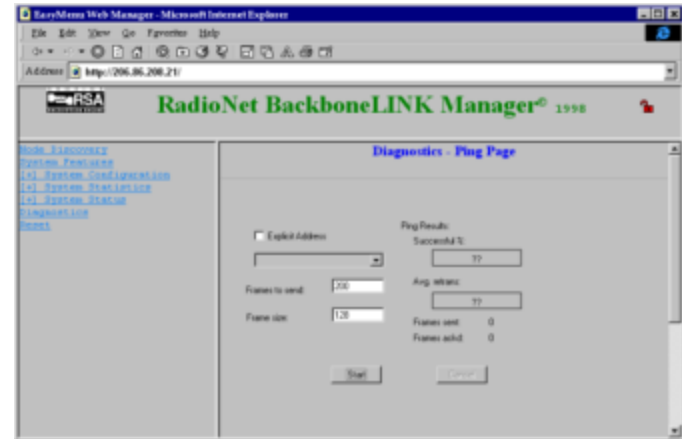 EasyMenu Web Manager - Microsoft Internet Explorer
File Edit View Go Favorites Help
Address http://206.86.200.21/
RSA
RadioNet BackboneLINK Manager© 1998
Node Discovery
System Features
[+] System Configuration
[+] System Statistics
[+] System Status
Diagnostics
Reset
Diagnostics - Ping Page
Explicit Address
Frames to send: 200
Frame size: 128
Start
Ping Results:
Successful %:
??
Avg. retrans:
??
Frames sent: 0
Frames ackd: 0
Cancel